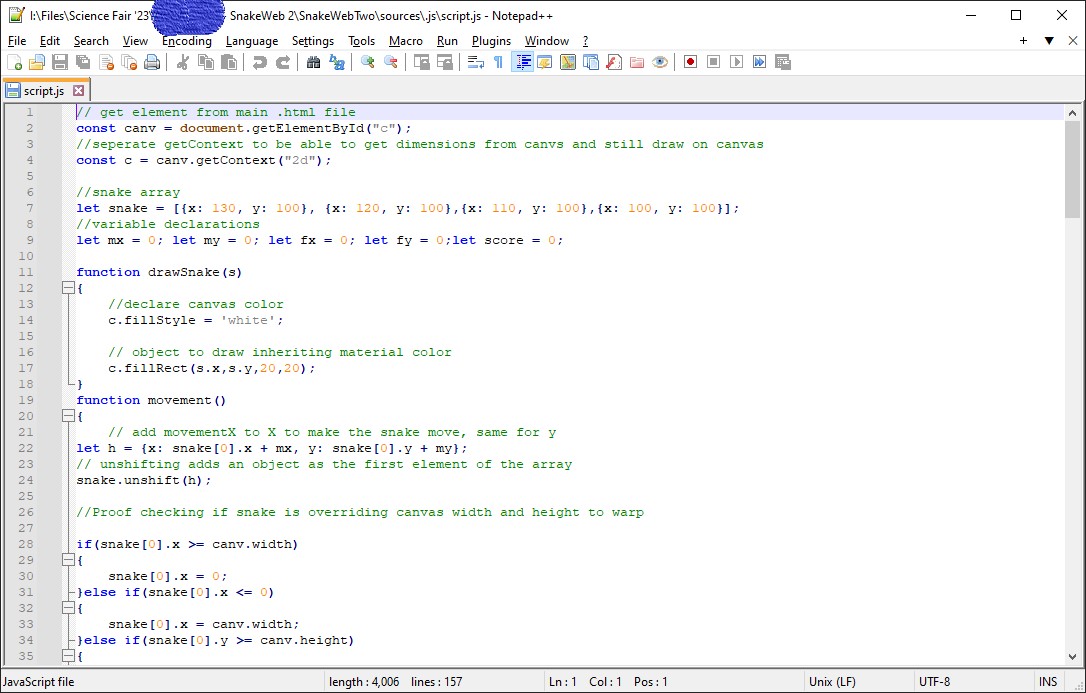 I:\Files\Science Fair '23\ SnakeWeb 2\SnakeWebTwo\sources\.js\script.js - Notepad++
File Edit Search View Encoding Language Settings Tools Macro Run Plugins Window ?
+ ▼ X
script.js
1 // get element from main .html file
2 const canv = document.getElementById("c");
3 //seperate getContext to be able to get dimensions from canvs and still draw on canvas
4 const c = canv.getContext("2d");
5
6 //snake array
7 let snake = [{x: 130, y: 100}, {x: 120, y: 100},{x: 110, y: 100},{x: 100, y: 100}];
8 //variable declarations
9 let mx = 0; let my = 0; let fx = 0; let fy = 0;let score = 0;
10
11 function drawSnake(s)
12 {
13 //declare canvas color
14 c.fillStyle = 'white';
15
16 // object to draw inheriting material color
17 c.fillRect(s.x,s.y,20,20);
18 }
19 function movement()
20 {
21 // add movementX to X to make the snake move, same for y
22 let h = {x: snake[0].x + mx, y: snake[0].y + my};
23 // unshifting adds an object as the first element of the array
24 snake.unshift(h);
25
26 //Proof checking if snake is overriding canvas width and height to warp
27
28 if(snake[0].x >= canv.width)
29 {
30 snake[0].x = 0;
31 }else if(snake[0].x <= 0)
32 {
33 snake[0].x = canv.width;
34 }else if(snake[0].y >= canv.height)
35 {
JavaScript file length : 4,006 lines : 157 Ln : 1 Col : 1 Pos : 1 Unix (LF) UTF-8 INS